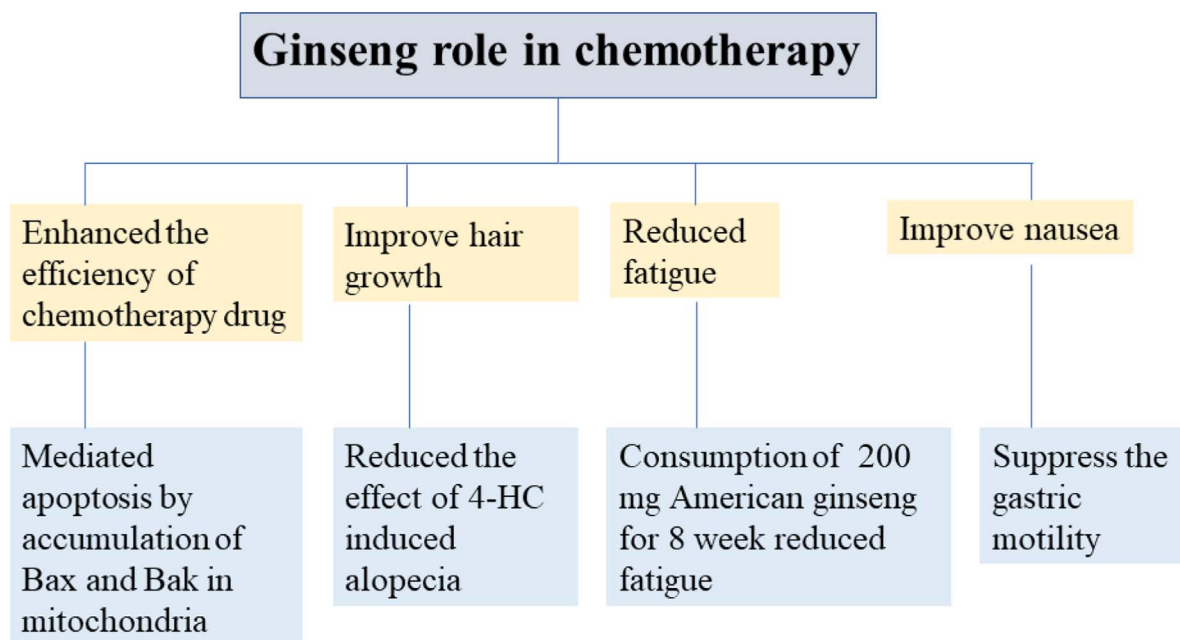 Ginseng role in chemotherapy
Enhanced the
efficiency of
chemotherapy drug
Improve hair
growth
Reduced
fatigue
Improve nausea
Mediated
apoptosis by
accumulation of
Bax and Bak in
mitochondria
Reduced the
effect of 4-HC
induced
alopecia
Consumption of 200
mg American ginseng
for 8 week reduced
fatigue
Suppress the
gastric
motility